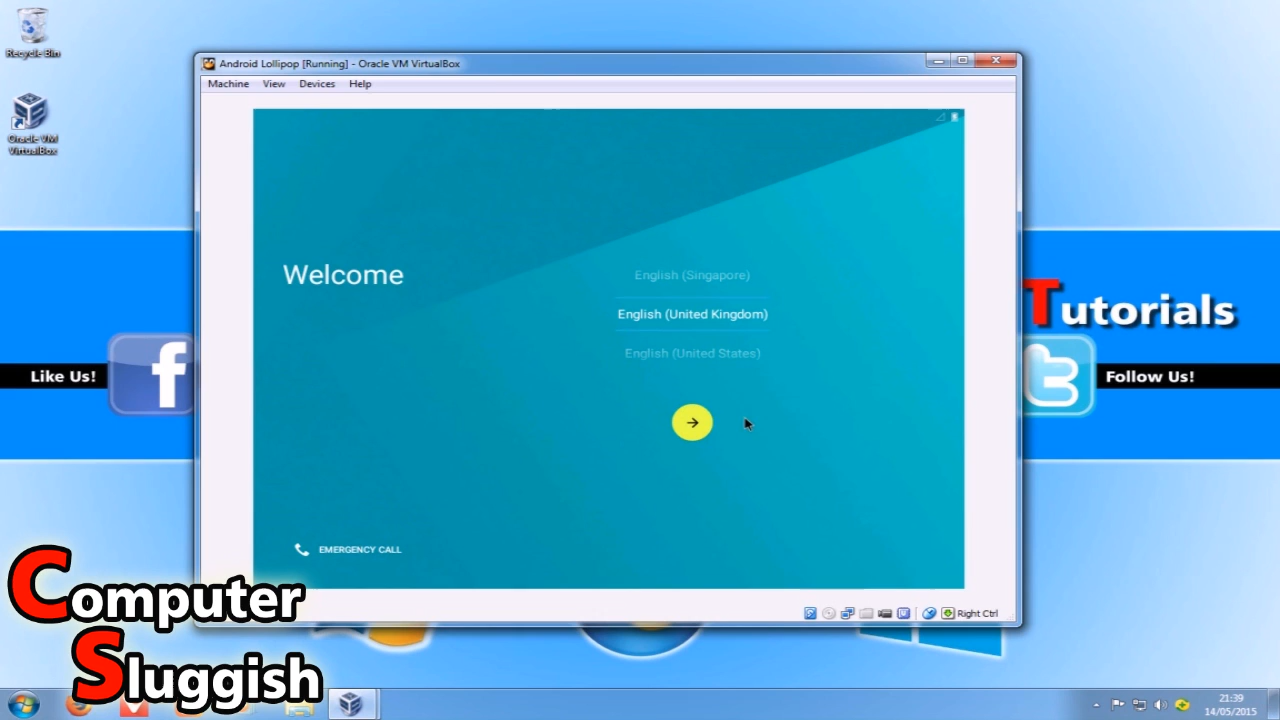 Recycle Bin
Oracle VM
VirtualBox
Android Lollipop [Running] - Oracle VM VirtualBox
Machine View Devices Help
Welcome
English (Singapore)
English (United Kingdom)
English (United States)
EMERGENCY CALL
Right Ctrl
Like Us!
Tutorials
Follow Us!
Computer
Sluggish
21:39
14/05/2015